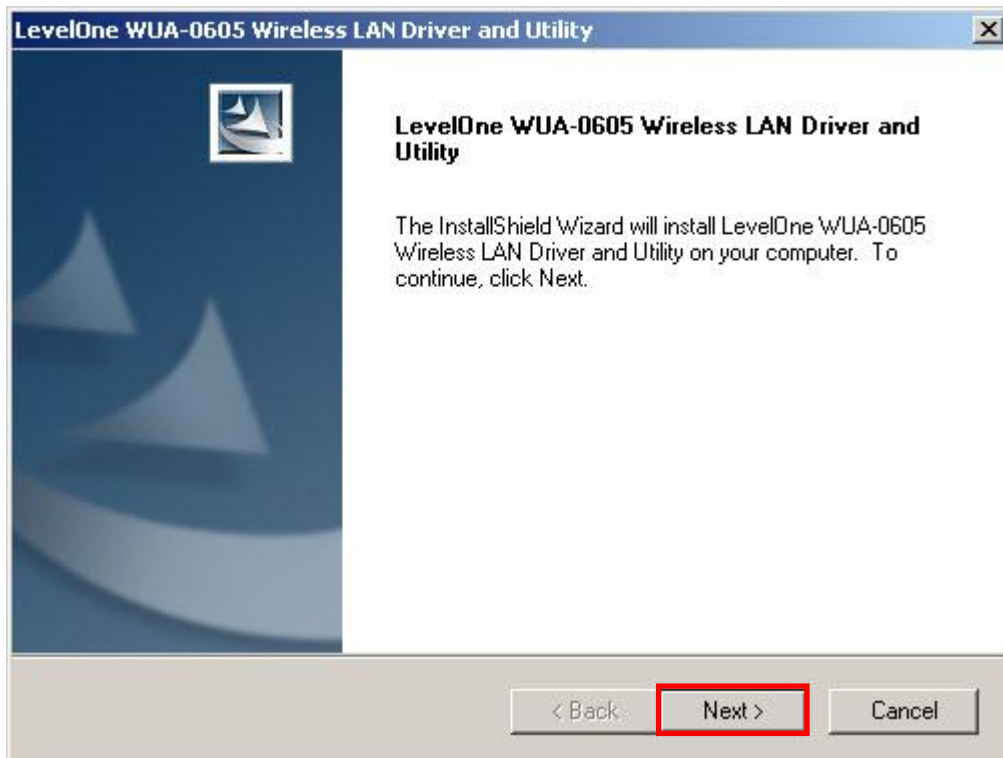 LevelOne WUA-0605 Wireless LAN Driver and Utility
LevelOne WUA-0605 Wireless LAN Driver and
Utility
The InstallShield Wizard will install LevelOne WUA-0605
Wireless LAN Driver and Utility on your computer. To
continue, click Next.
< Back
Next >
Cancel